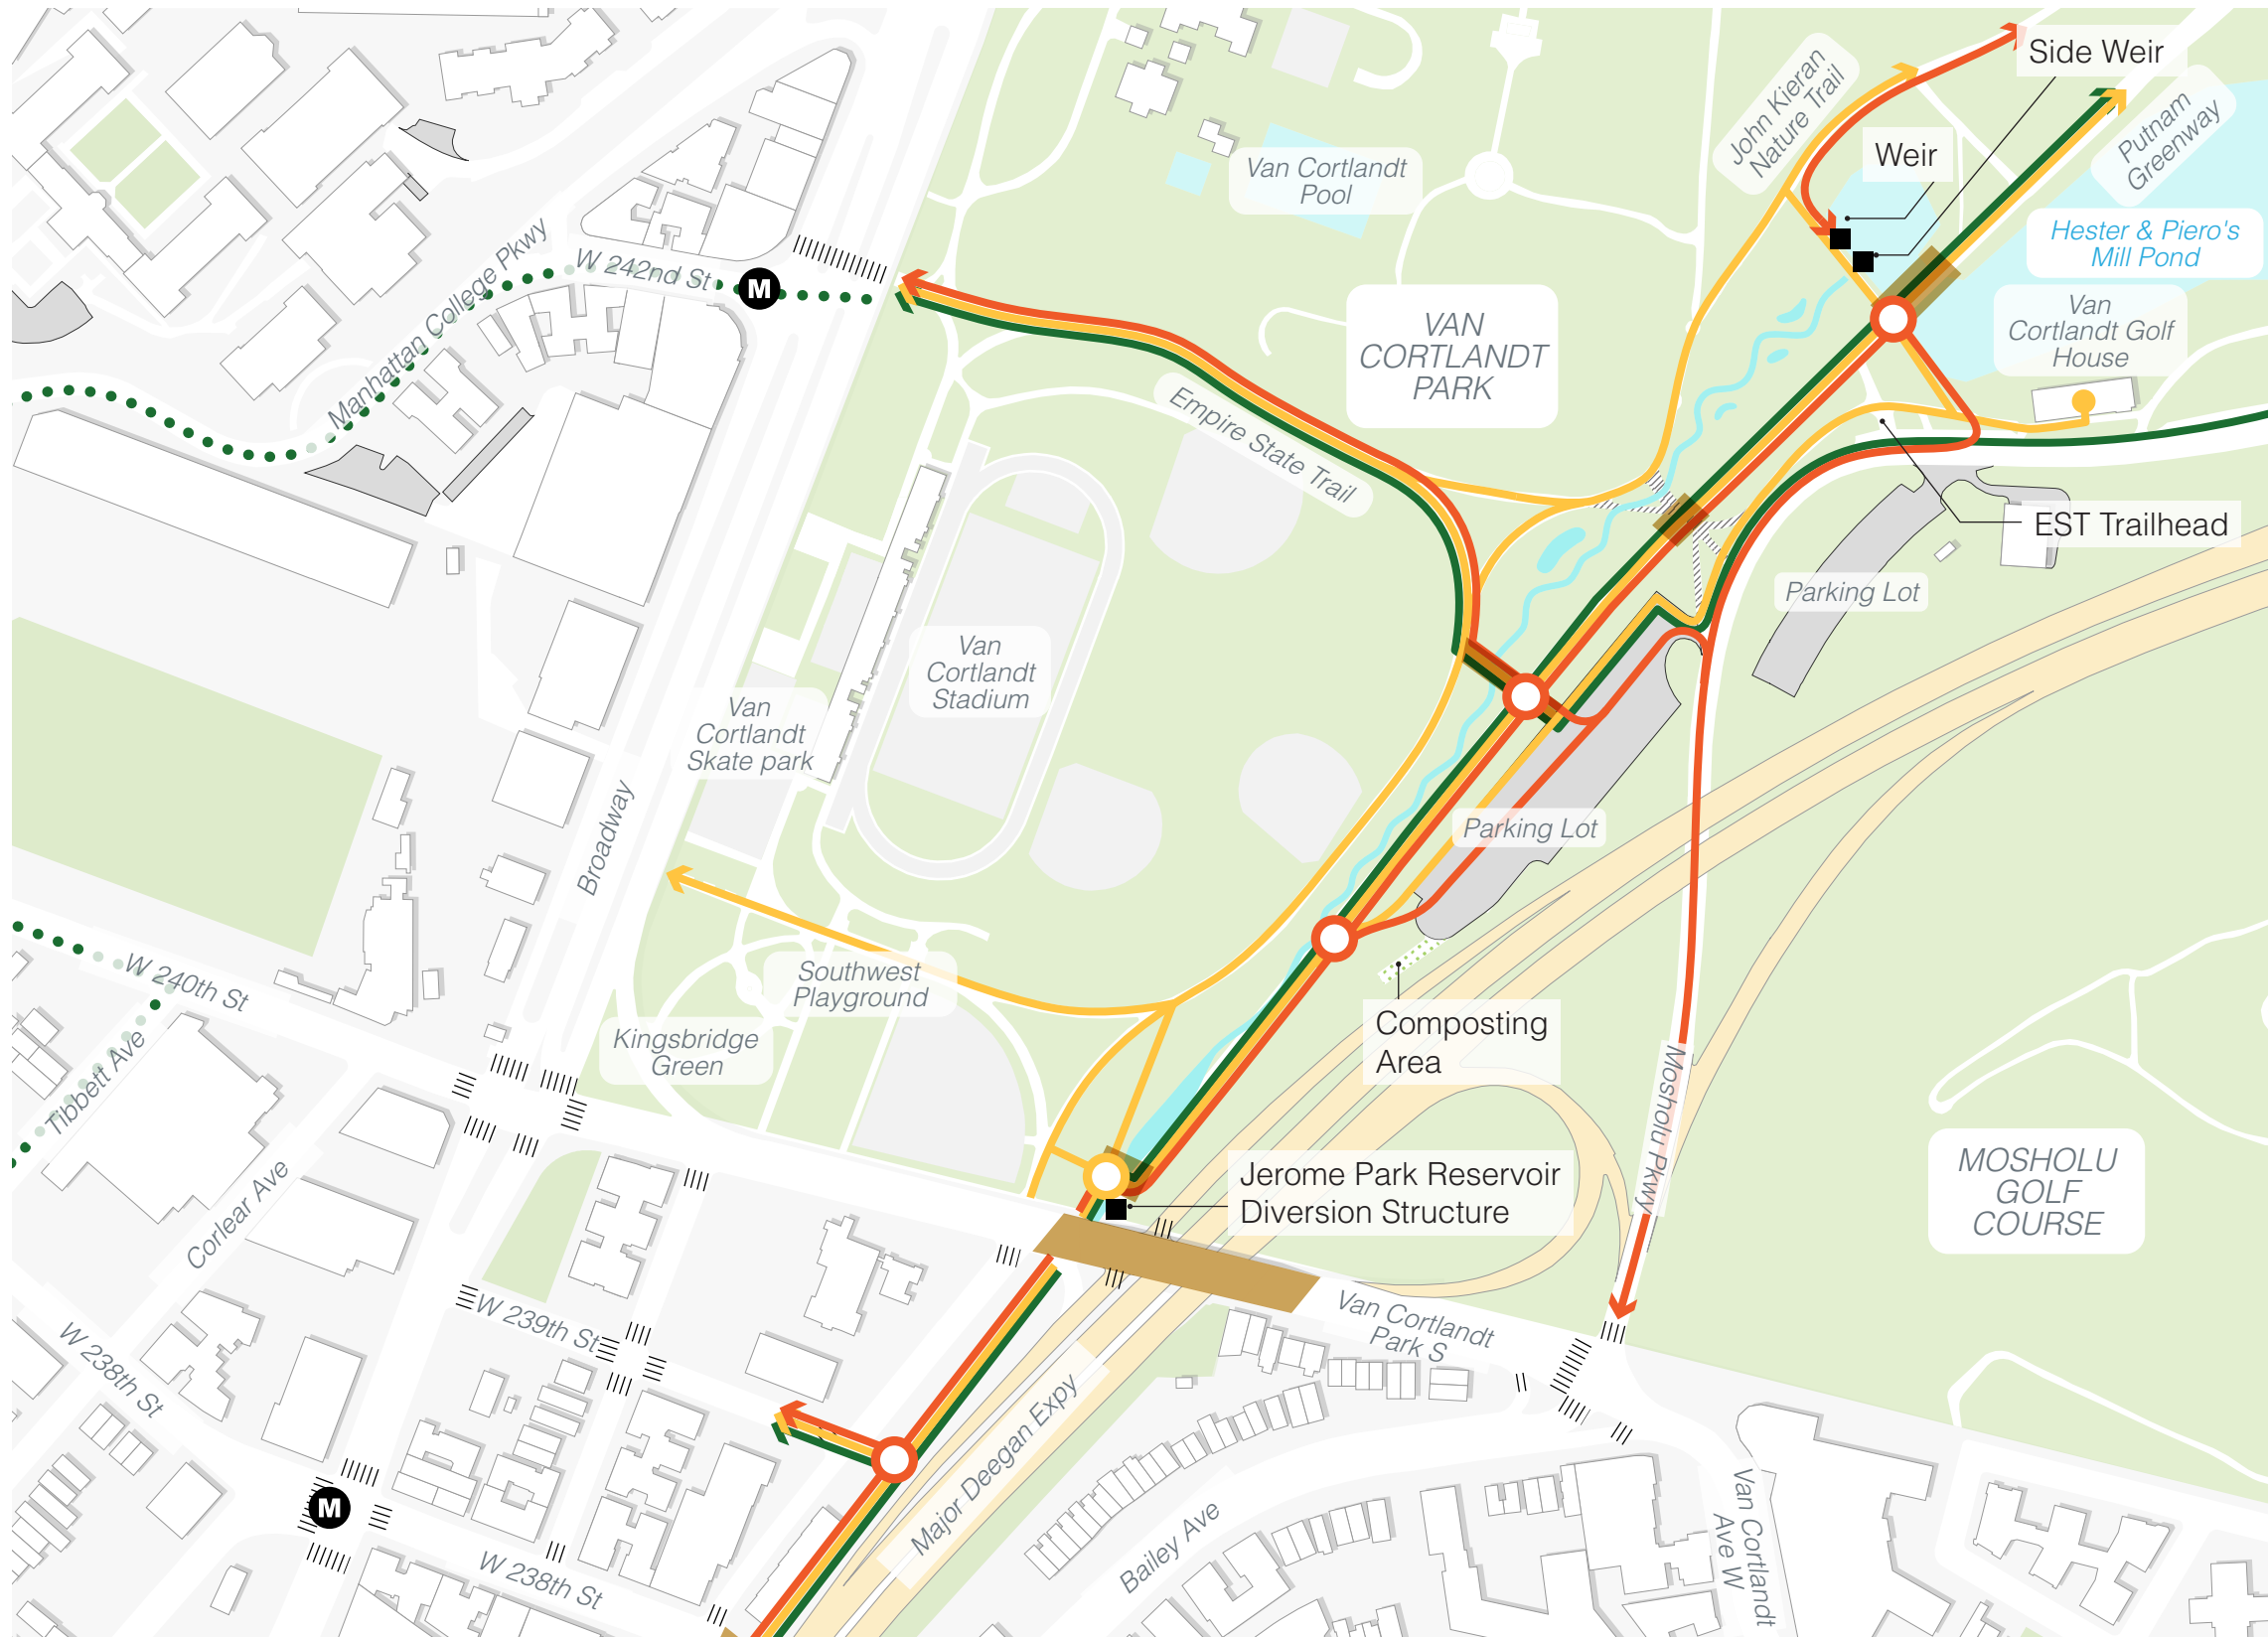 Side Weir
John Kieran
Nature Trail
Weir
Putnam
Greenway
Van Cortlandt
Pool
Hester & Piero's
Mill Pond
Manhattan College Pkwy
W 242nd St
M
VAN
CORTLANDT
PARK
Van
Cortlandt Golf
House
Empire State Trail
EST Trailhead
Parking Lot
Van
Cortlandt
Stadium
Van
Cortlandt
Skate park
Broadway
Parking Lot
W 240th St
Southwest
Playground
Kingsbridge
Green
Composting
Area
Tibbett Ave
Mosholu Pkwy
Corlear Ave
Jerome Park Reservoir
Diversion Structure
MOSHOLU
GOLF
COURSE
W 239th St
Van Cortlandt
Park S
W 238th St
Major Deegan Expy
M
W 238th St
Bailey Ave
Van Cortlandt
Ave W